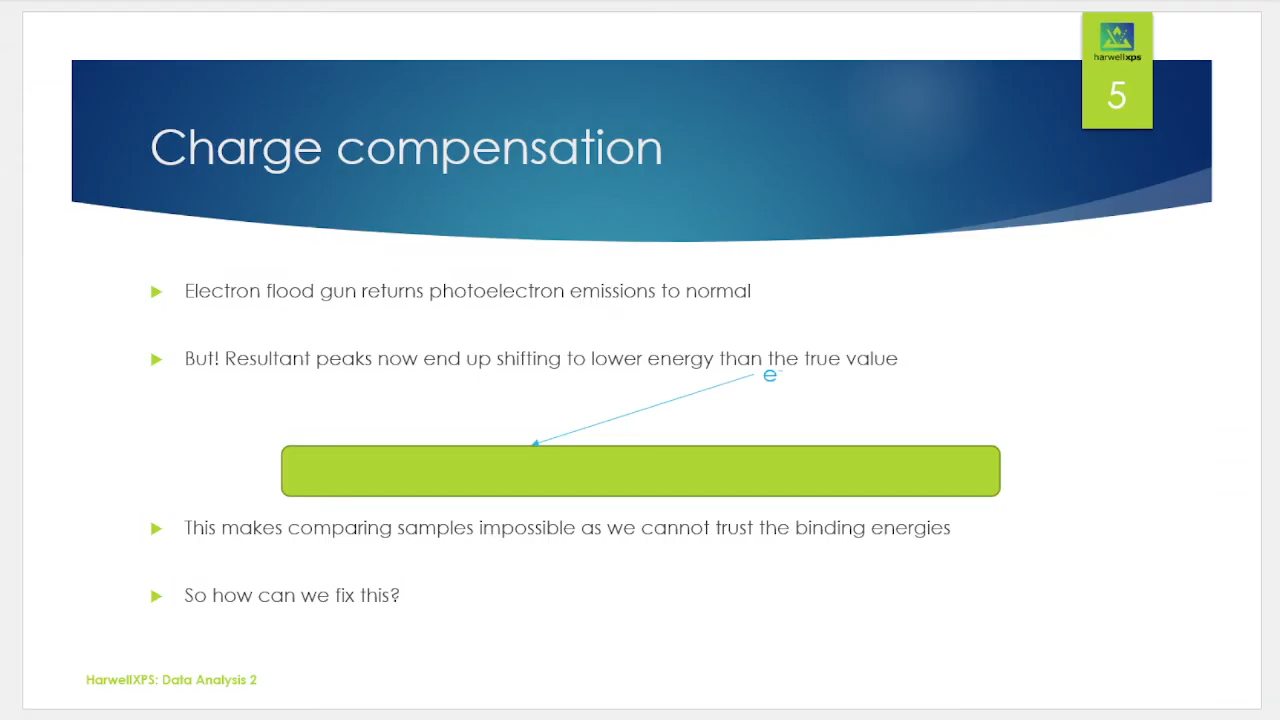 harwellxps
5
Charge compensation
Electron flood gun returns photoelectron emissions to normal
But! Resultant peaks now end up shifting to lower energy than the true value
e⁻
This makes comparing samples impossible as we cannot trust the binding energies
So how can we fix this?
HarwellXPS: Data Analysis 2